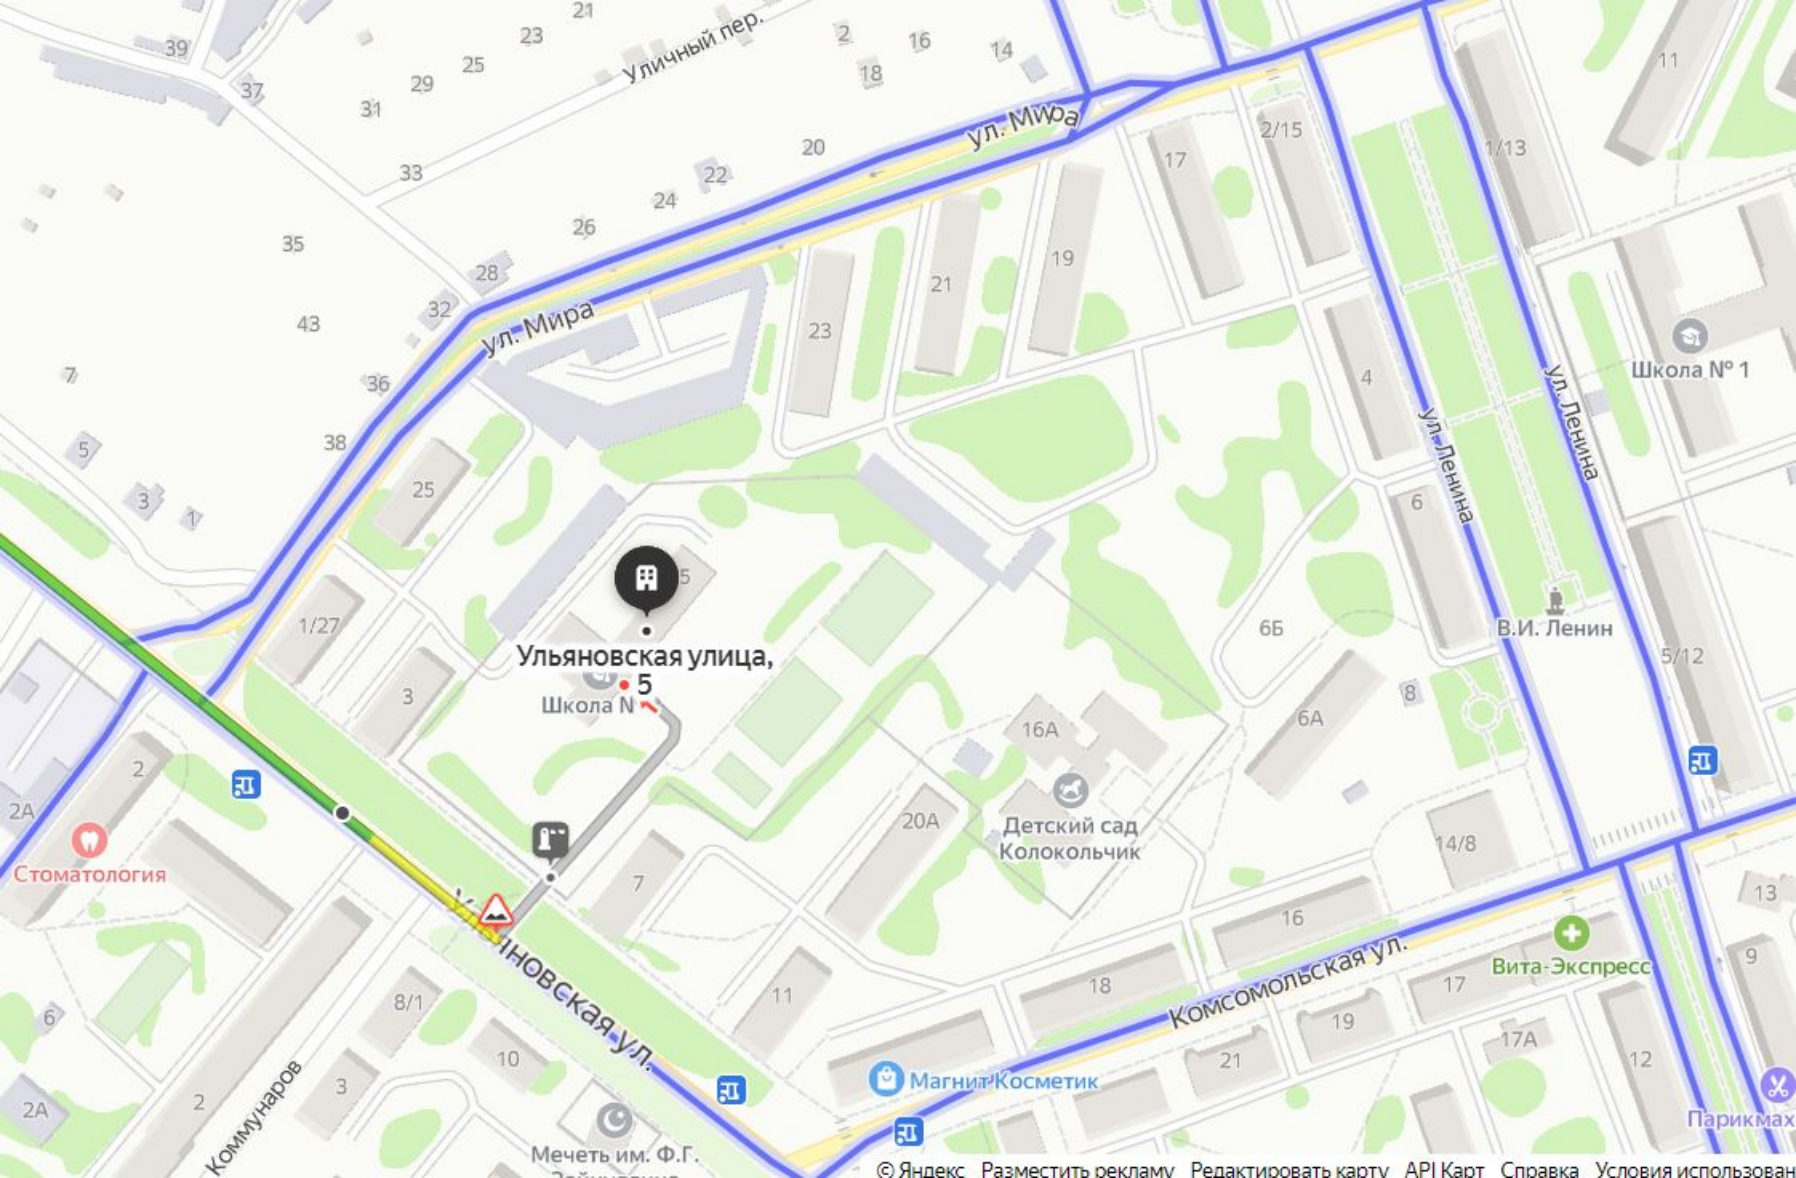 21
23
Уличный пер.
2
16
14
39
25
29
18
11
37
31
ул. Мира
2/15
20
17
1/13
33
22
24
26
35
19
28
21
32
43
ул. Мира
23
Школа № 1
7
36
4
ул. Ленина
ул. Ленина
38
5
25
3
1
6
5
1/27
6Б
В.И. Ленин
Ульяновская улица,
5
5/12
3
Школа N
8
6А
16А
2
2А
20А
Детский сад
Колокольчик
14/8
Стоматология
7
13
16
Вита-Экспресс
Комсомольская ул.
9
Ульяновская ул.
11
18
17
8/1
6
19
17А
10
21
12
Магнит Косметик
3
2
2А
Коммунаров
Парикмах
Мечеть им. Ф.Г.
© Яндекс Разместить рекламу Редактировать карту API Карт Справка Условия использован